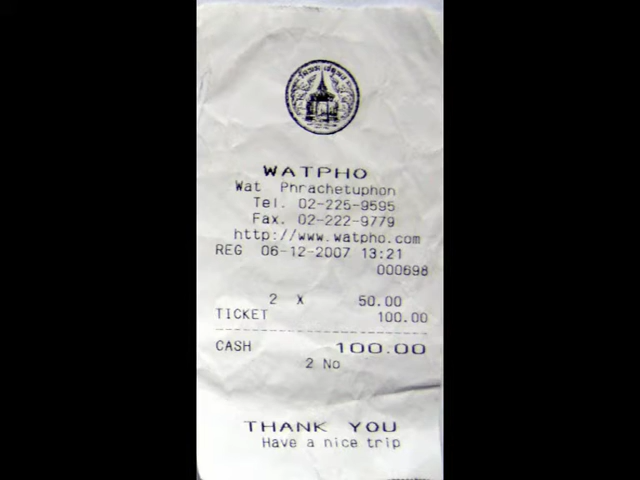 WATPHO
Wat Phrachetuphon
Tel. 02-225-9595
Fax. 02-222-9779
http://www.watpho.com
REG 06-12-2007 13:21
000698
2 X 50.00
TICKET 100.00
CASH 100.00
2 No
THANK YOU
Have a nice trip